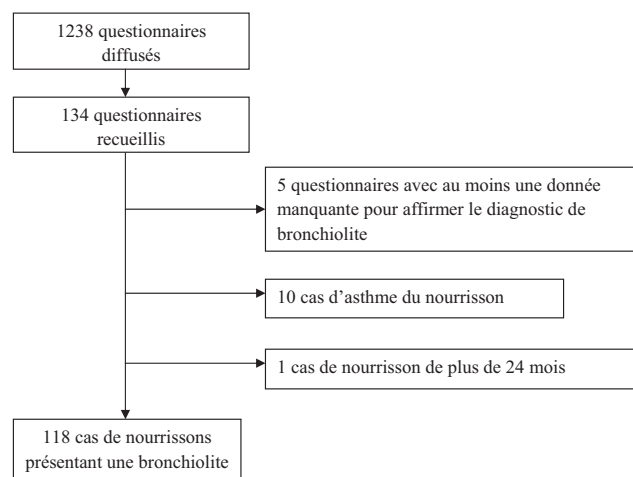 1238 questionnaires
diffusés
134 questionnaires
recueillis
5 questionnaires avec au moins une donnée
manquante pour affirmer le diagnostic de
bronchiolite
10 cas d’asthme du nourrisson
1 cas de nourrisson de plus de 24 mois
118 cas de nourrissons
présentant une bronchiolite